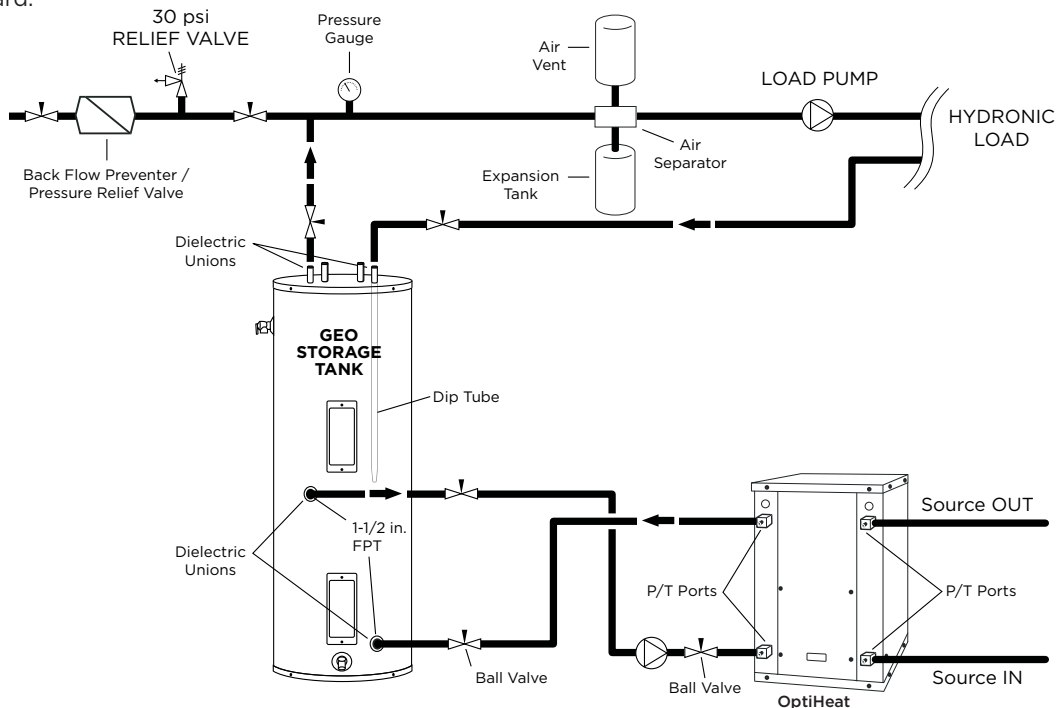 30 psi
RELIEF VALVE
Pressure
Gauge
Air
Vent
LOAD PUMP
HYDRONIC
LOAD
Back Flow Preventer /
Pressure Relief Valve
Air
Separator
Expansion
Tank
Dielectric
Unions
GEO
STORAGE
TANK
Dip Tube
Source OUT
1-1/2 in.
FPT
Dielectric
Unions
P/T Ports
P/T Ports
Ball Valve
Ball Valve
Source IN
OptiHeat